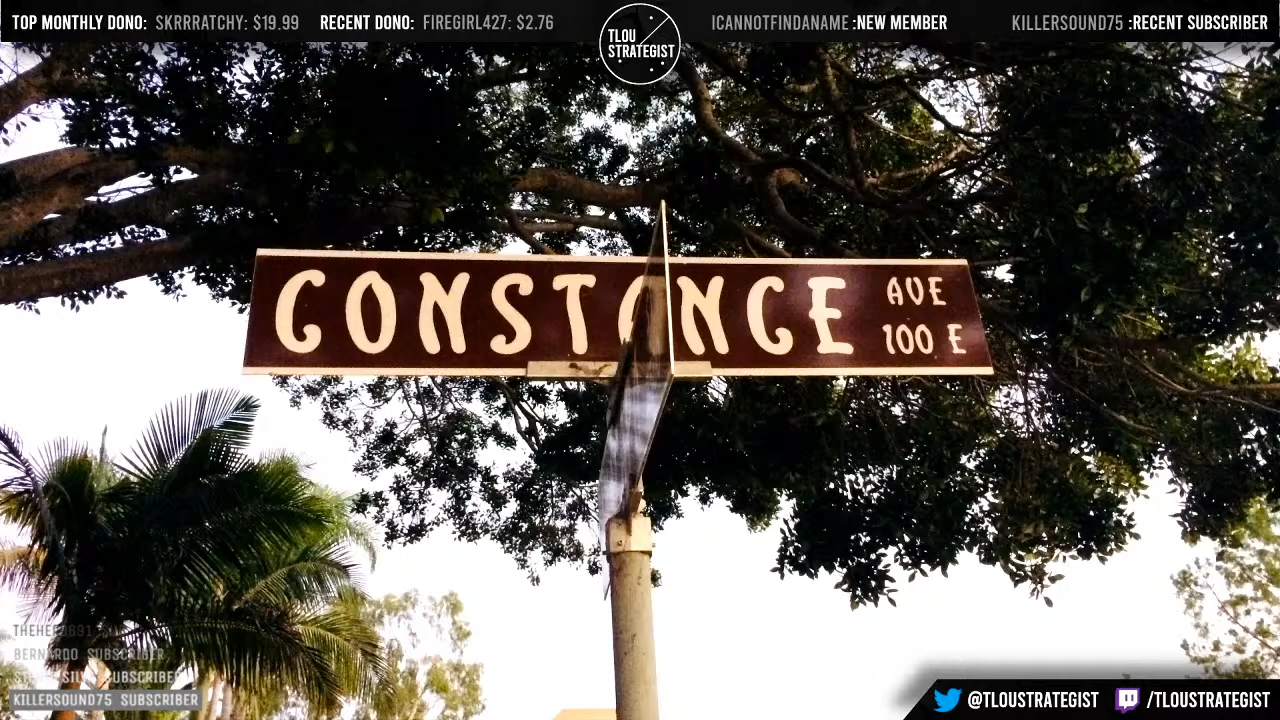 TOP MONTHLY DONO: SKRRRATCHY: $19.99 RECENT DONO: FIREGIRL427: $2.76 ICANNOTFINDANAME :NEW MEMBER KILLERSOUND75 :RECENT SUBSCRIBER
TLOU
STRATEGIST
CONSTANCE AVE
100 E
BERNARDO SUBSCRIBER
SUBSCRIBER
KILLERSOUND75 SUBSCRIBER
@TLOUSTRATEGIST /TLOUSTRATEGIST